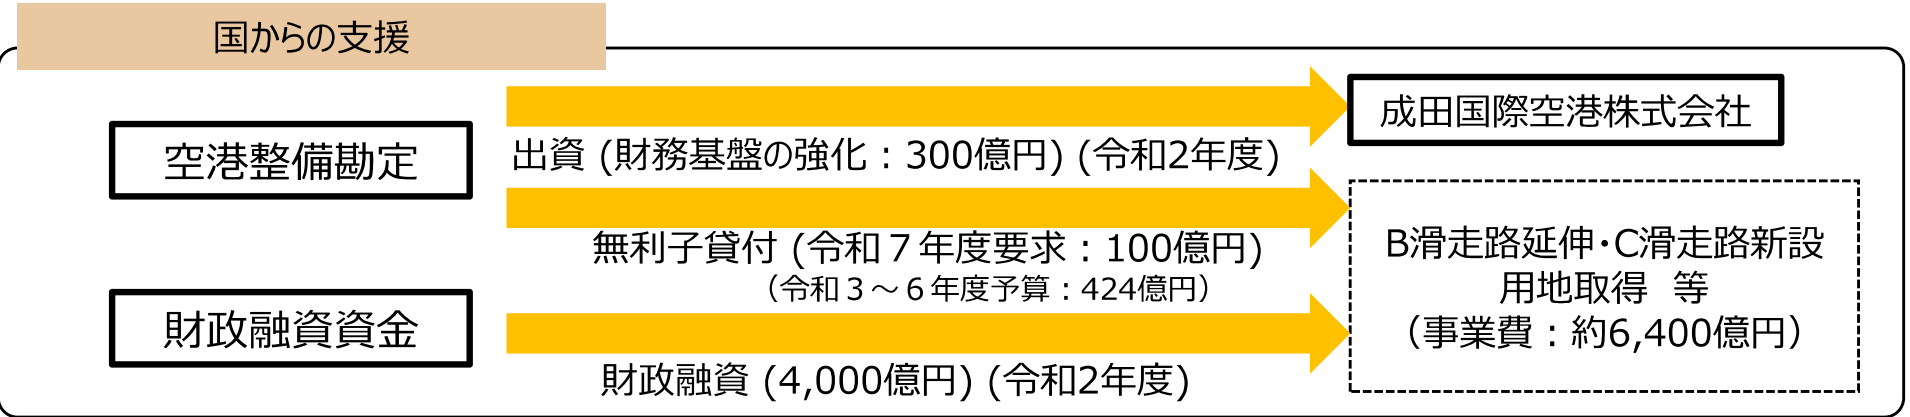 国からの支援
空港整備勘定
財政融資資金
出資 (財務基盤の強化：300億円) (令和2年度)
無利子貸付 (令和７年度要求：100億円)
（令和３～６年度予算：424億円）
財政融資 (4,000億円) (令和2年度)
成田国際空港株式会社
B滑走路延伸･C滑走路新設
用地取得　等
（事業費：約6,400億円）